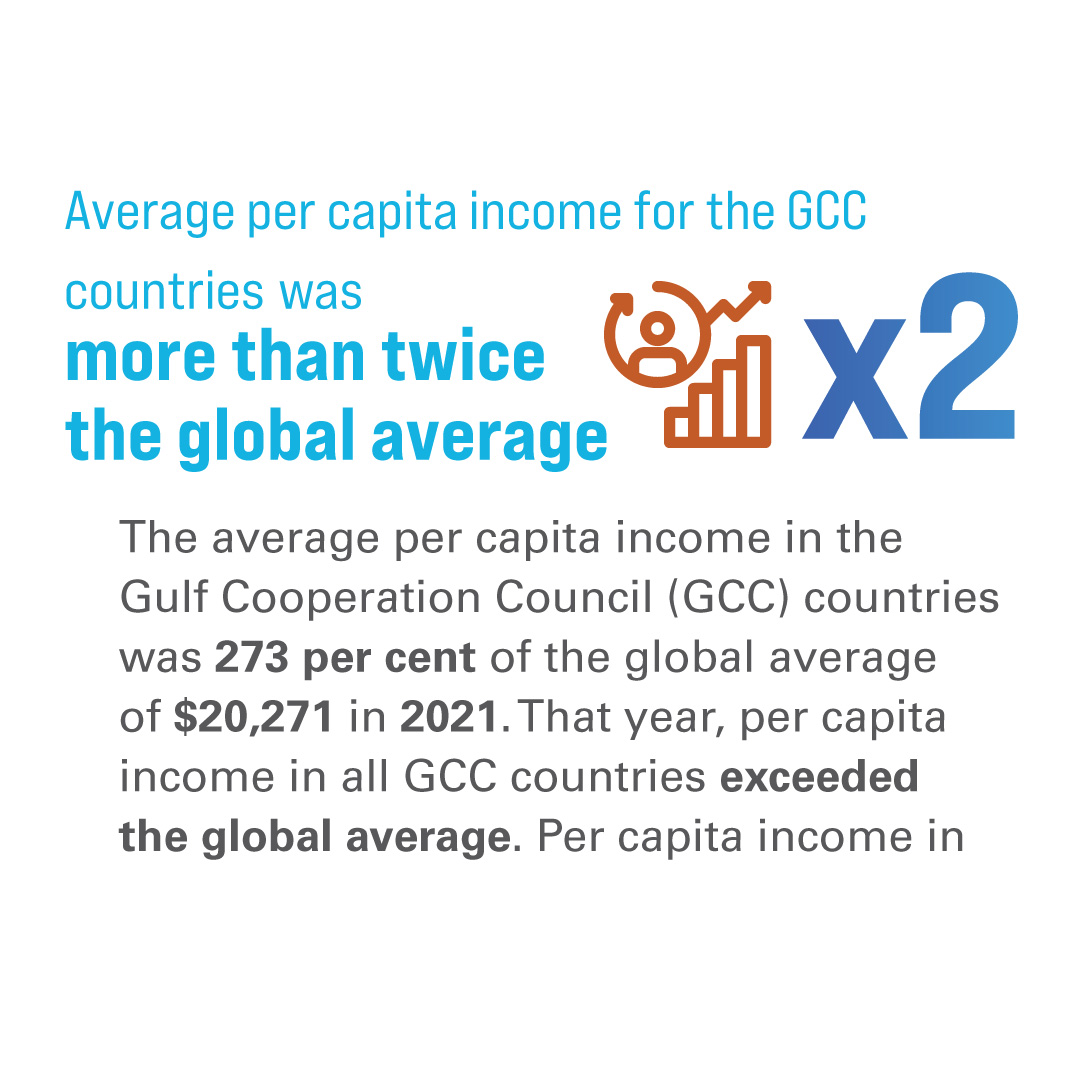 Average per capita income for the GCC
countries was
more than twice
the global average
x2
The average per capita income in the
Gulf Cooperation Council (GCC) countries
was 273 per cent of the global average
of $20,271 in 2021. That year, per capita
income in all GCC countries exceeded
the global average. Per capita income in